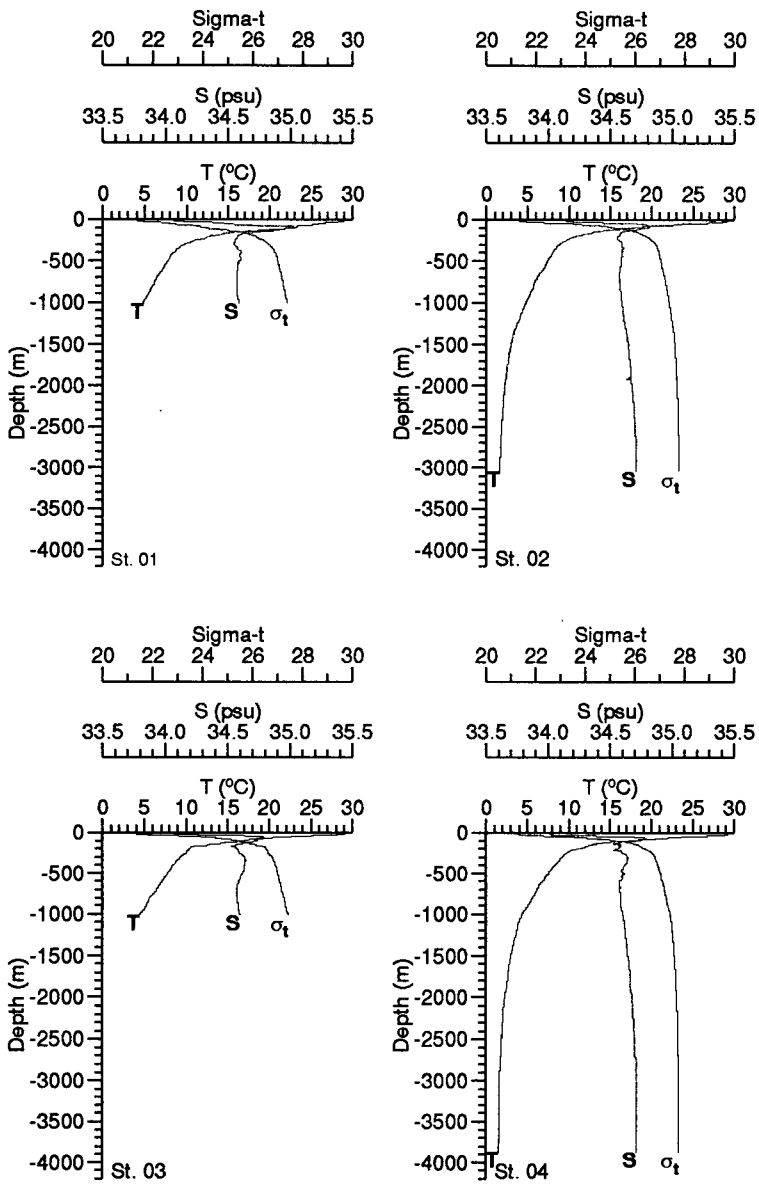 Sigma-t
20 22 24 26 28 30
S (psu)
33.5 34.0 34.5 35.0 35.5
T (ºC)
0 5 10 15 20 25 30
Depth (m)
0
-500
-1000
-1500
-2000
-2500
-3000
-3500
-4000
T S σt
St. 01
Sigma-t
20 22 24 26 28 30
S (psu)
33.5 34.0 34.5 35.0 35.5
T (ºC)
0 5 10 15 20 25 30
Depth (m)
0
-500
-1000
-1500
-2000
-2500
-3000
-3500
-4000
T S σt
St. 02
Sigma-t
20 22 24 26 28 30
S (psu)
33.5 34.0 34.5 35.0 35.5
T (ºC)
0 5 10 15 20 25 30
Depth (m)
0
-500
-1000
-1500
-2000
-2500
-3000
-3500
-4000
T S σt
St. 03
Sigma-t
20 22 24 26 28 30
S (psu)
33.5 34.0 34.5 35.0 35.5
T (ºC)
0 5 10 15 20 25 30
Depth (m)
0
-500
-1000
-1500
-2000
-2500
-3000
-3500
-4000
T S σt
St. 04